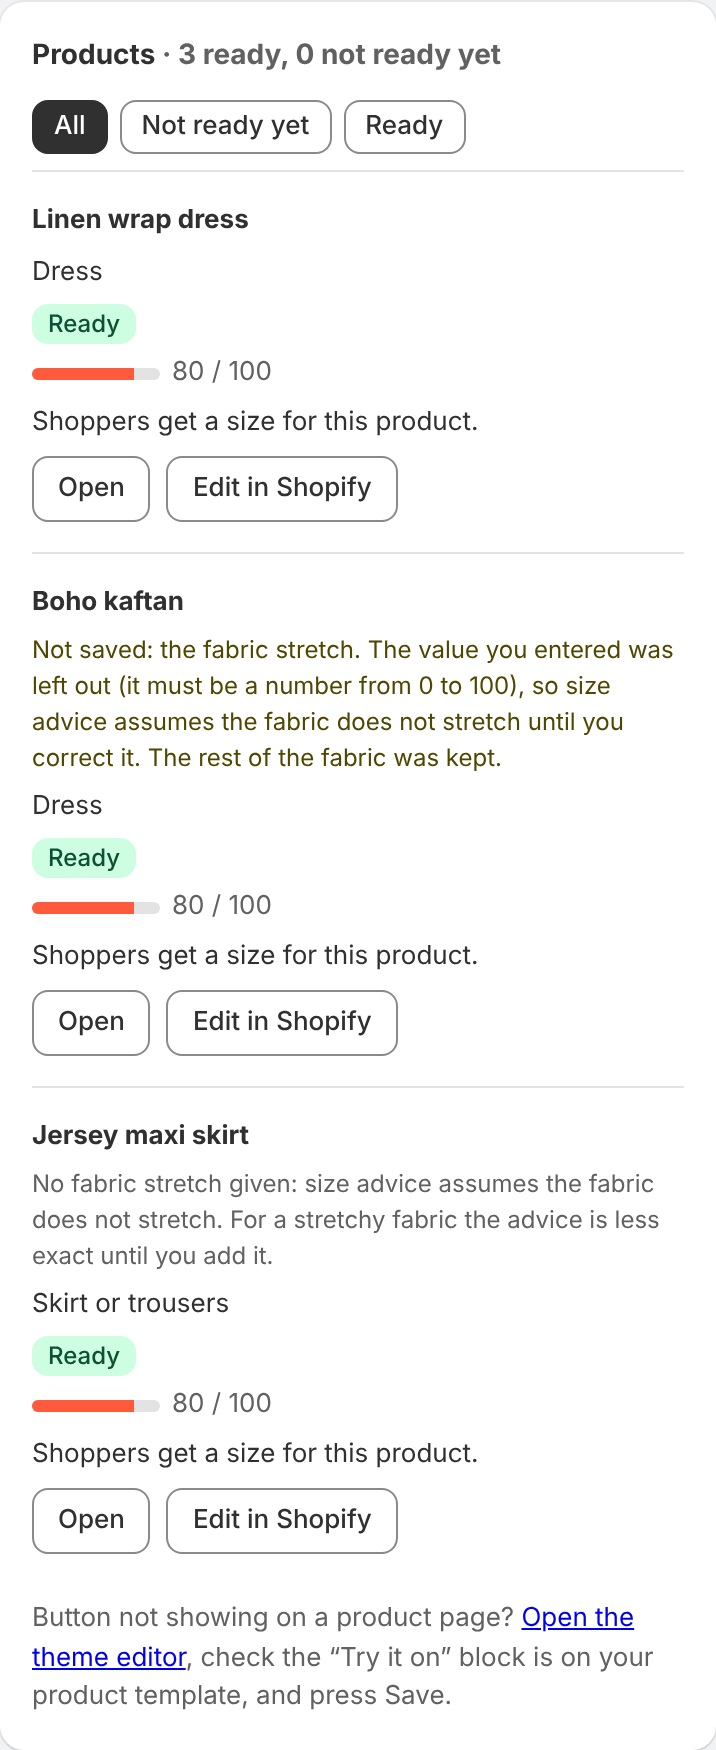 Products · 3 ready, 0 not ready yet
All Not ready yet Ready
Linen wrap dress
Dress
Ready
80 / 100
Shoppers get a size for this product.
Open Edit in Shopify
Boho kaftan
Not saved: the fabric stretch. The value you entered was
left out (it must be a number from 0 to 100), so size
advice assumes the fabric does not stretch until you
correct it. The rest of the fabric was kept.
Dress
Ready
80 / 100
Shoppers get a size for this product.
Open Edit in Shopify
Jersey maxi skirt
No fabric stretch given: size advice assumes the fabric
does not stretch. For a stretchy fabric the advice is less
exact until you add it.
Skirt or trousers
Ready
80 / 100
Shoppers get a size for this product.
Open Edit in Shopify
Button not showing on a product page? Open the
theme editor, check the “Try it on” block is on your
product template, and press Save.